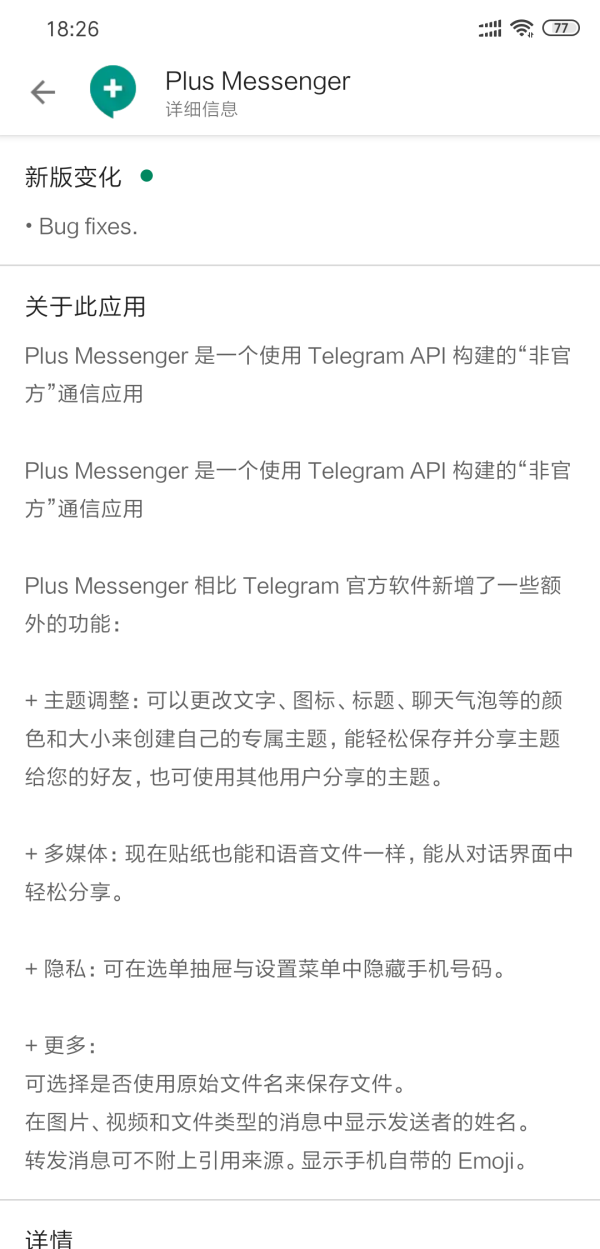 18:26
77
Plus Messenger
详细信息
新版变化
• Bug fixes.
关于此应用
Plus Messenger 是一个使用 Telegram API 构建的“非官
方”通信应用
Plus Messenger 是一个使用 Telegram API 构建的“非官
方”通信应用
Plus Messenger 相比 Telegram 官方软件新增了一些额
外的功能：
+ 主题调整：可以更改文字、图标、标题、聊天气泡等的颜
色和大小来创建自己的专属主题，能轻松保存并分享主题
给您的好友，也可使用其他用户分享的主题。
+ 多媒体：现在贴纸也能和语音文件一样，能从对话界面中
轻松分享。
+ 隐私：可在选单抽屉与设置菜单中隐藏手机号码。
+ 更多：
可选择是否使用原始文件名来保存文件。
在图片、视频和文件类型的消息中显示发送者的姓名。
转发消息可不附上引用来源。显示手机自带的 Emoji。
详情